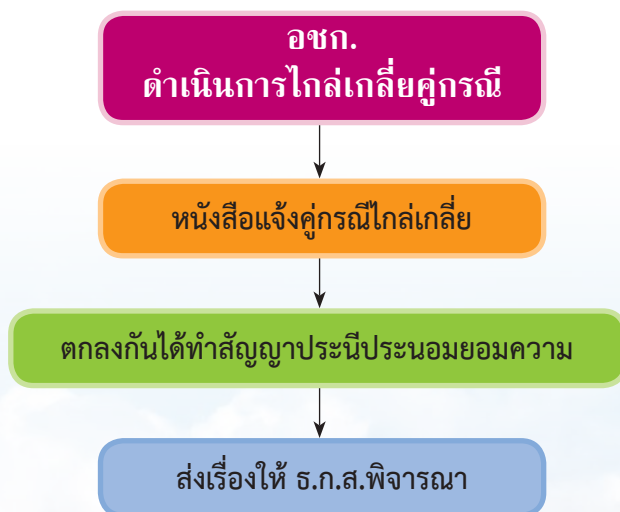 อชก.
ดำเนินการไกล่เกลี่ยคู่กรณี
หนังสือแจ้งคู่กรณีไกล่เกลี่ย
ตกลงกันได้ทำสัญญาประนีประนอมยอมความ
ส่งเรื่องให้ ธ.ก.ส.พิจารณา